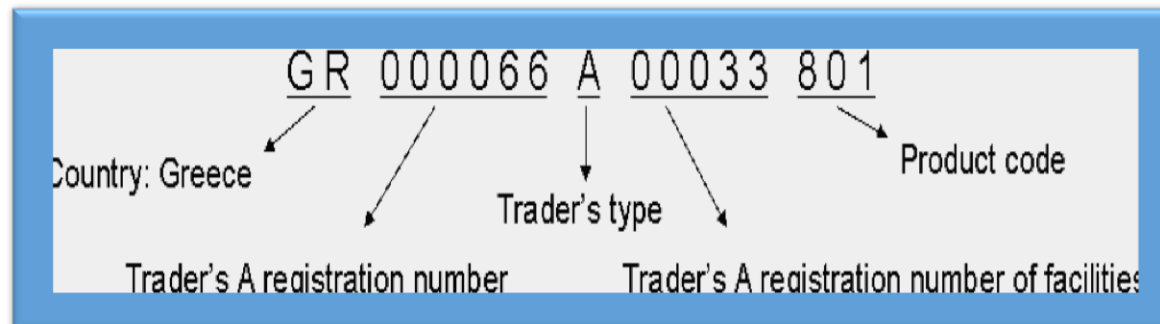 GR 000066 A 00033 801
Country: Greece
Product code
Trader's type
Trader's A registration number
Trader's A registration number of facilities